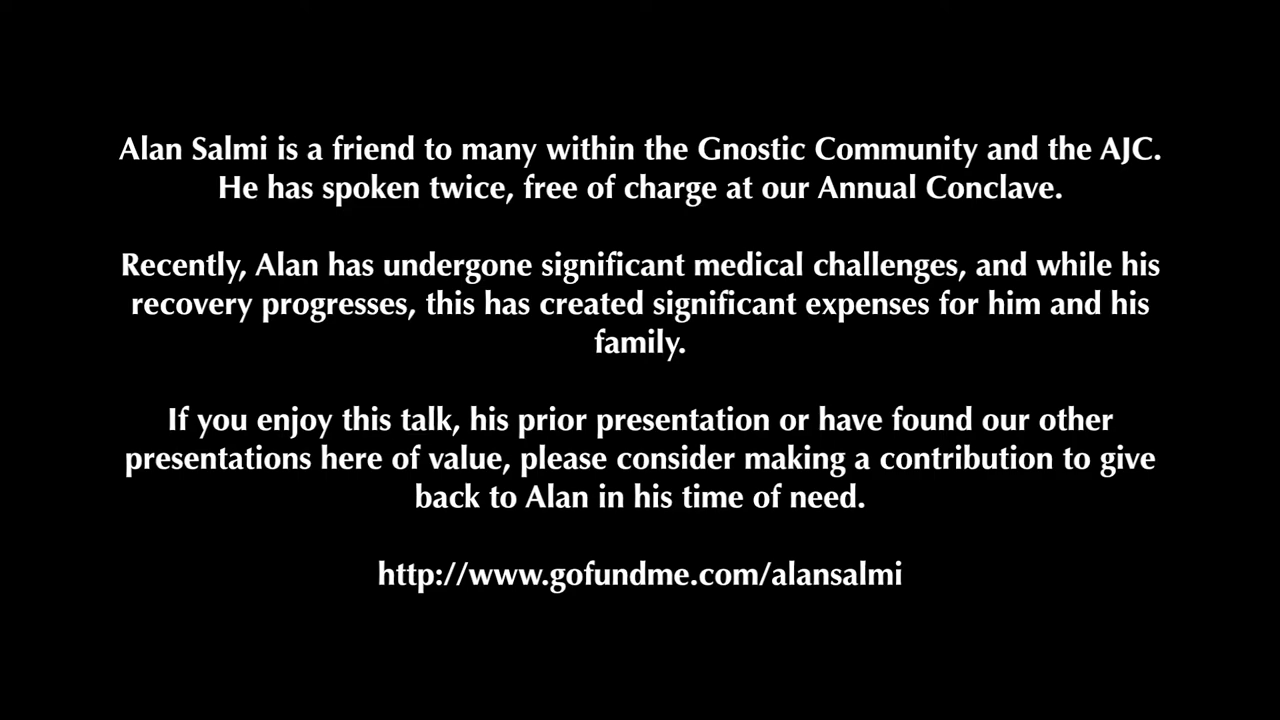 Alan Salmi is a friend to many within the Gnostic Community and the AJC.
He has spoken twice, free of charge at our Annual Conclave.
Recently, Alan has undergone significant medical challenges, and while his
recovery progresses, this has created significant expenses for him and his
family.
If you enjoy this talk, his prior presentation or have found our other
presentations here of value, please consider making a contribution to give
back to Alan in his time of need.
http://www.gofundme.com/alansalmi